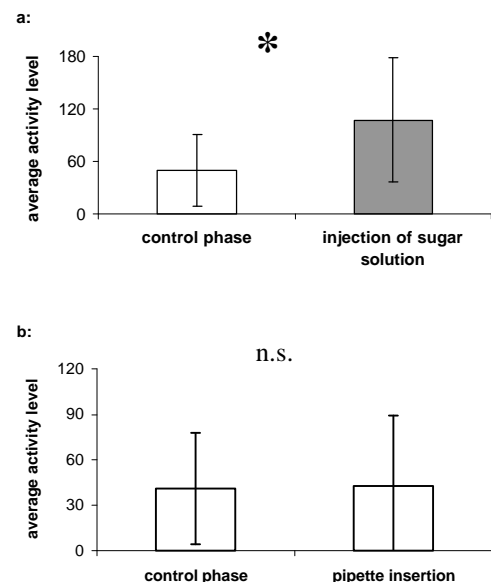 a:
*
180
120
60
0
average activity level
control phase
injection of sugar
solution
b:
n.s.
120
90
60
30
0
average activity level
control phase
pipette insertion